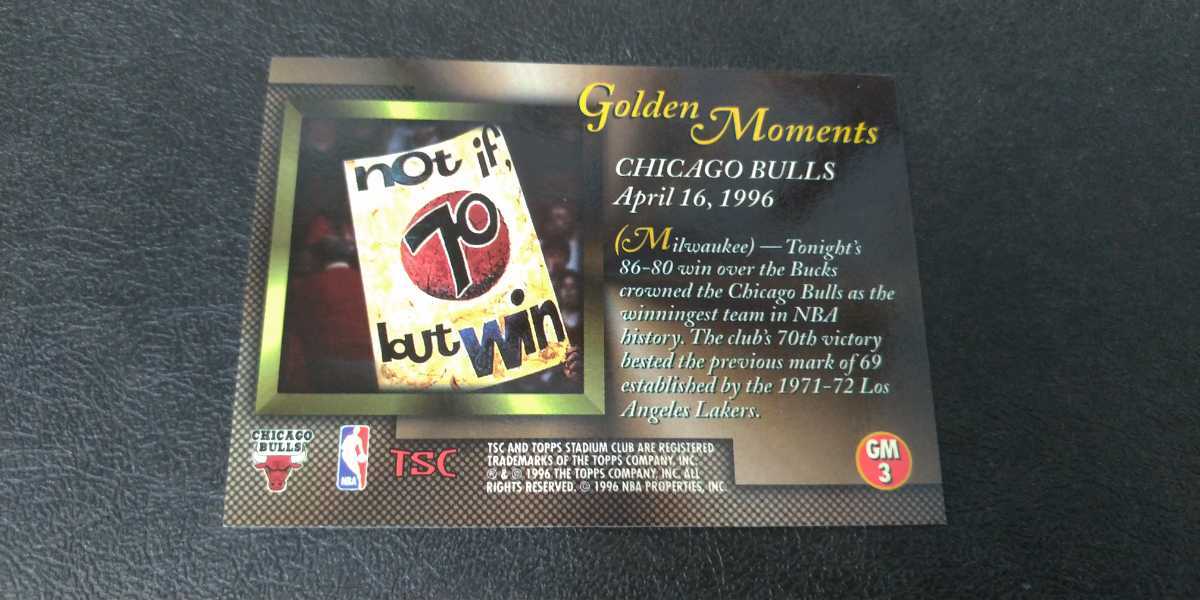 Golden Moments
CHICAGO BULLS
April 16, 1996
(Milwaukee) — Tonight's
86-80 win over the Bucks
crowned the Chicago Bulls as the
winningest team in NBA
history. The club's 70th victory
bested the previous mark of 69
established by the 1971-72 Los
Angeles Lakers.
not if,
70
but win
CHICAGO
BULLS
NBA
TSC
TSC AND TOPPS STADIUM CLUB ARE REGISTERED
TRADEMARKS OF THE TOPPS COMPANY, INC.
® & © 1996 THE TOPPS COMPANY, INC. ALL
RIGHTS RESERVED. © 1996 NBA PROPERTIES, INC.
GM
3